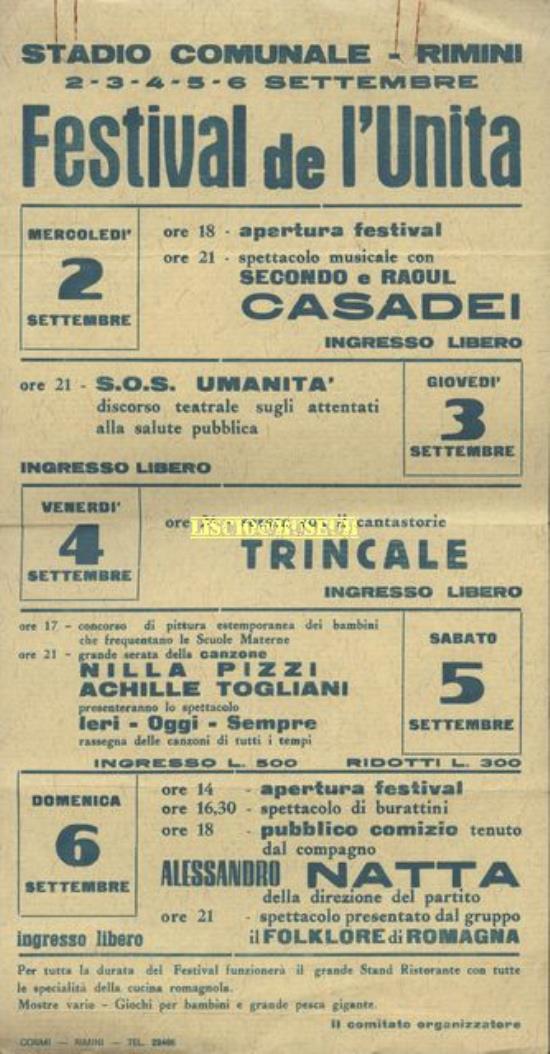 STADIO COMUNALE - RIMINI
2-3-4-5-6 SETTEMBRE
Festival de l'Unita
MERCOLEDI'
2
SETTEMBRE
ore 18 - apertura festival
ore 21 - spettacolo musicale con
SECONDO e RAOUL
CASADEI
INGRESSO LIBERO
ore 21 - S.O.S. UMANITA'
discorso teatrale sugli attentati
alla salute pubblica
INGRESSO LIBERO
GIOVEDI'
3
SETTEMBRE
VENERDI'
4
SETTEMBRE
ore cantastorie
LISCIO@MUSEUM
TRINCALE
INGRESSO LIBERO
ore 17 - concorso di pittura estemporanea dei bambini
che frequentano le Scuole Materne
ore 21 - grande serata della canzone
NILLA PIZZI
ACHILLE TOGLIANI
presenteranno lo spettacolo
Ieri - Oggi - Sempre
rassegna delle canzoni di tutti i tempi
INGRESSO L. 500 RIDOTTI L. 300
SABATO
5
SETTEMBRE
DOMENICA
6
SETTEMBRE
ingresso libero
ore 14 - apertura festival
ore 16,30 - spettacolo di burattini
ore 18 - pubblico comizio tenuto
dal compagno
ALESSANDRO NATTA
della direzione del partito
ore 21 - spettacolo presentato dal gruppo
il FOLKLORE di ROMAGNA
Per tutta la durata del Festival funzionerà il grande Stand Ristorante con tutte
le specialità della cucina romagnola.
Mostre varie - Giochi per bambini e grande pesca gigante.
Il comitato organizzatore
RIMINI — TEL.